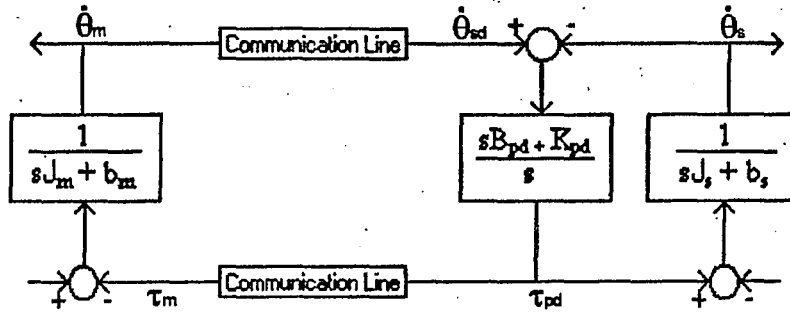 θ̇m
Communication Line
θ̇sd
+
-
θ̇s
1
sJm + bm
sBpd + Kpd
s
1
sJs + bs
+
-
τm
Communication Line
τpd
+
-